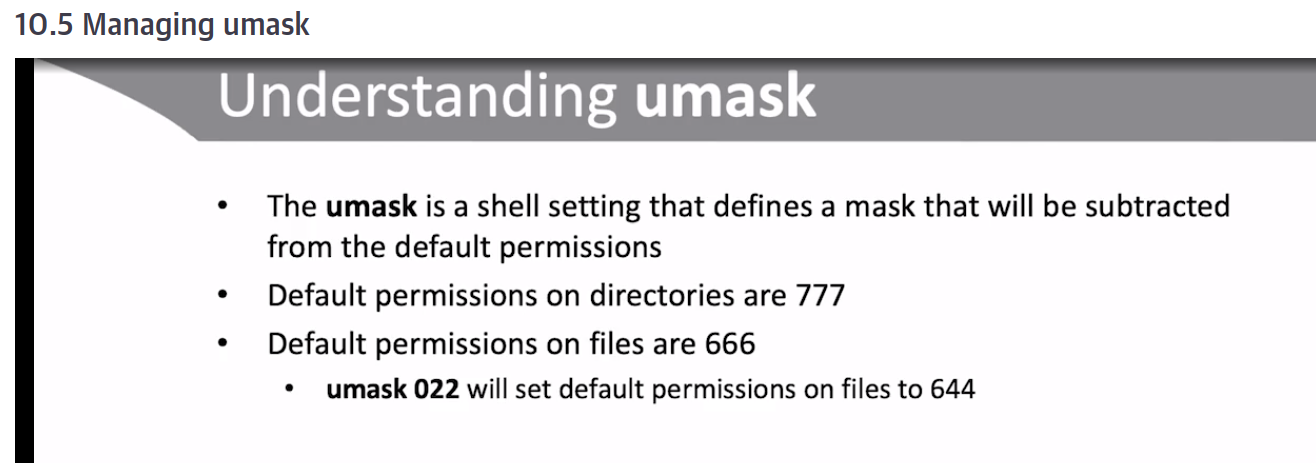 10.5 Managing umask
Understanding umask
• The umask is a shell setting that defines a mask that will be subtracted
from the default permissions
• Default permissions on directories are 777
• Default permissions on files are 666
• umask 022 will set default permissions on files to 644